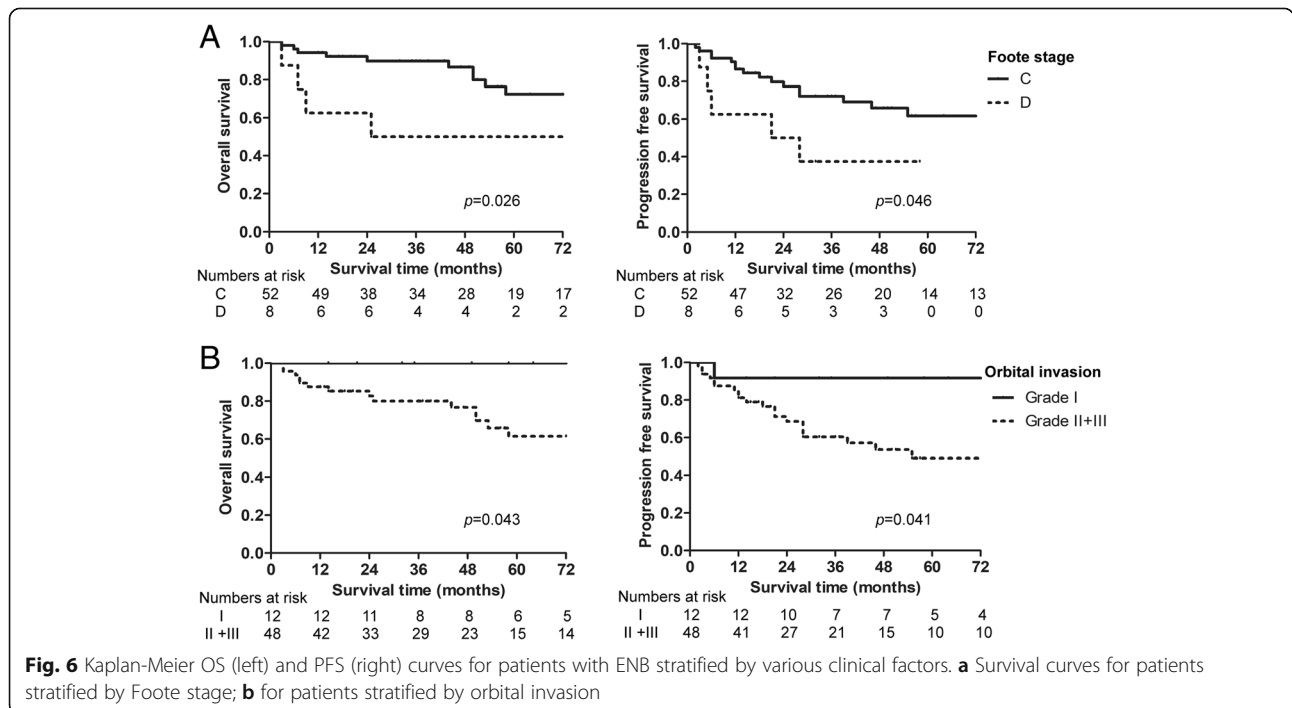 A
Overall survival
1.0
0.8
0.6
0.4
0.2
0.0
p=0.026
0 12 24 36 48 60 72
Survival time (months)
Numbers at risk
C 52 49 38 34 28 19 17
D 8 6 6 4 4 2 2
Progression free survival
1.0
0.8
0.6
0.4
0.2
0.0
p=0.046
0 12 24 36 48 60 72
Survival time (months)
Numbers at risk
C 52 47 32 26 20 14 13
D 8 6 5 3 3 0 0
Foote stage
C
D
B
Overall survival
1.0
0.8
0.6
0.4
0.2
0.0
p=0.043
0 12 24 36 48 60 72
Survival time (months)
Numbers at risk
I 12 12 11 8 8 6 5
II +III 48 42 33 29 23 15 14
Progression free survival
1.0
0.8
0.6
0.4
0.2
0.0
p=0.041
0 12 24 36 48 60 72
Survival time (months)
Numbers at risk
I 12 12 10 7 7 5 4
II +III 48 41 27 21 15 10 10
Orbital invasion
Grade I
Grade II+III
Fig. 6 Kaplan-Meier OS (left) and PFS (right) curves for patients with ENB stratified by various clinical factors. a Survival curves for patients
stratified by Foote stage; b for patients stratified by orbital invasion